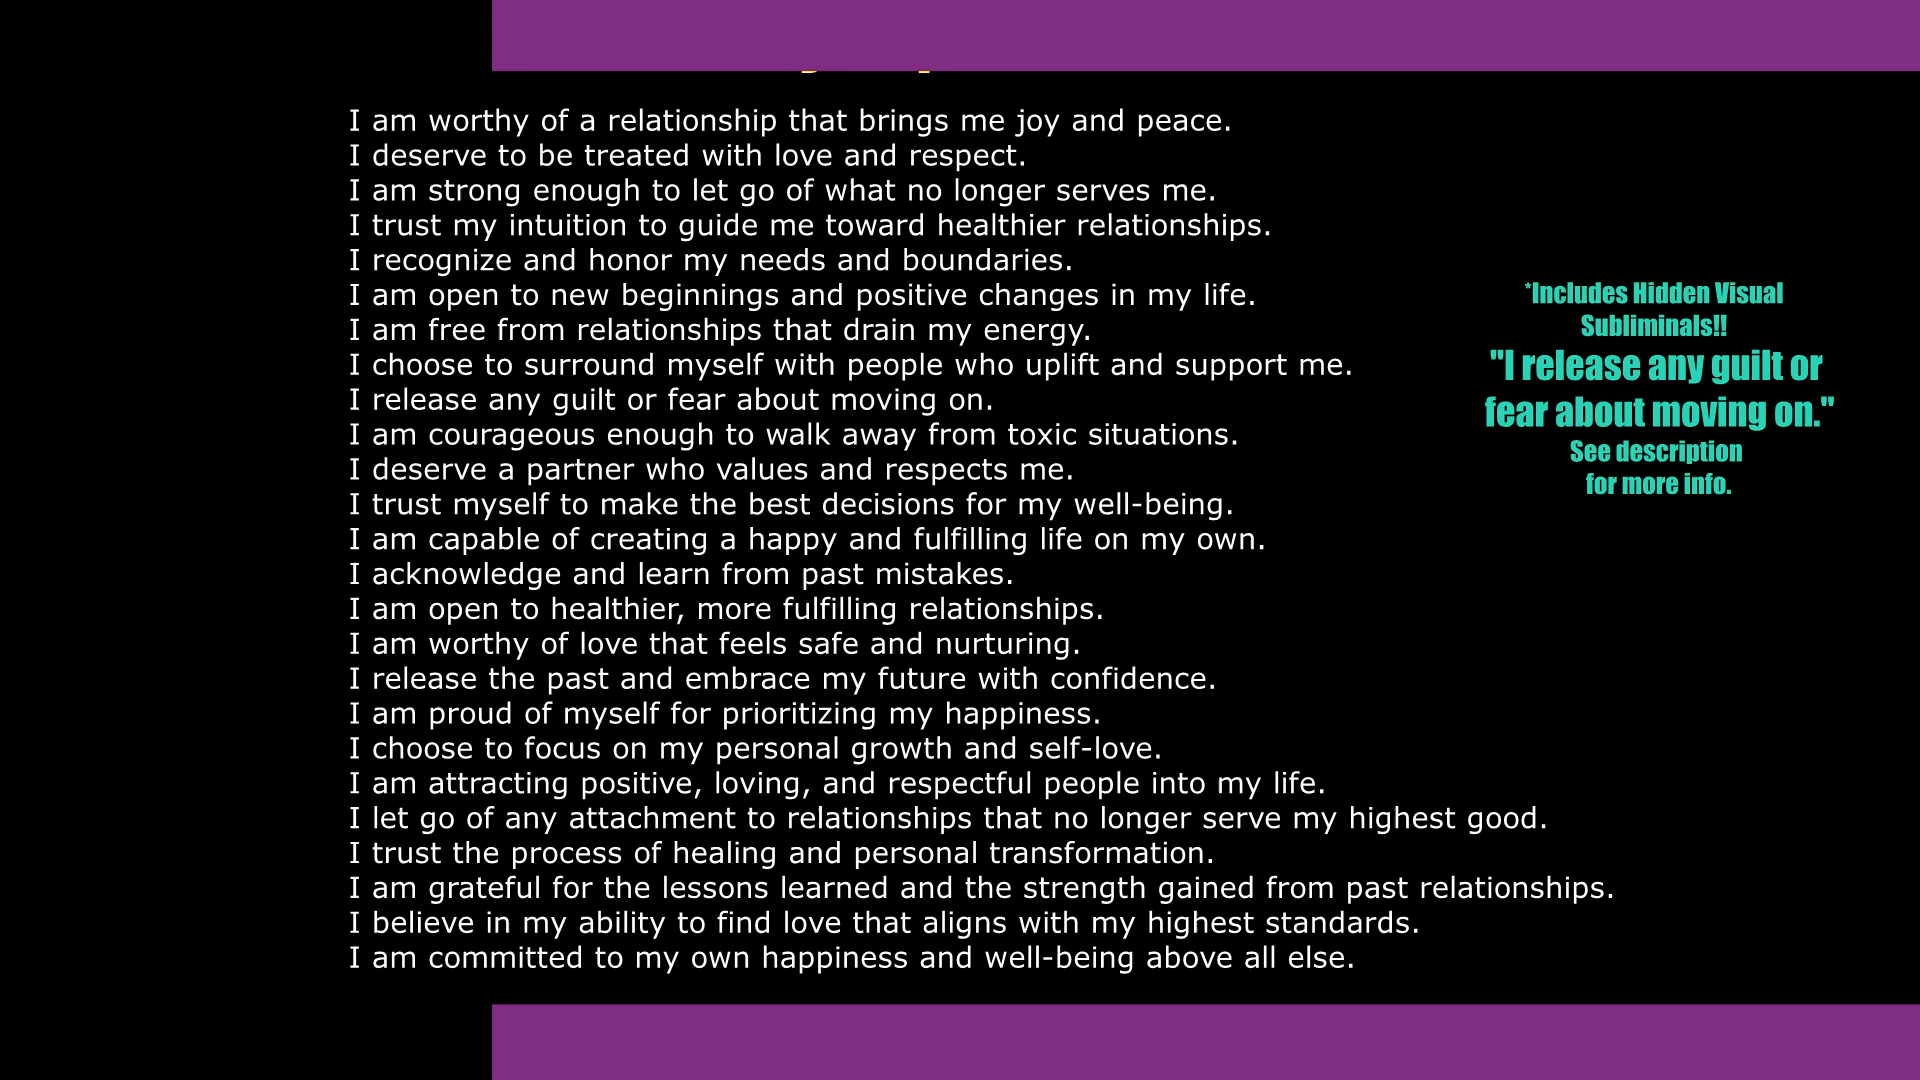 I am worthy of a relationship that brings me joy and peace.
I deserve to be treated with love and respect.
I am strong enough to let go of what no longer serves me.
I trust my intuition to guide me toward healthier relationships.
I recognize and honor my needs and boundaries.
I am open to new beginnings and positive changes in my life.
I am free from relationships that drain my energy.
I choose to surround myself with people who uplift and support me.
I release any guilt or fear about moving on.
I am courageous enough to walk away from toxic situations.
I deserve a partner who values and respects me.
I trust myself to make the best decisions for my well-being.
I am capable of creating a happy and fulfilling life on my own.
I acknowledge and learn from past mistakes.
I am open to healthier, more fulfilling relationships.
I am worthy of love that feels safe and nurturing.
I release the past and embrace my future with confidence.
I am proud of myself for prioritizing my happiness.
I choose to focus on my personal growth and self-love.
I am attracting positive, loving, and respectful people into my life.
I let go of any attachment to relationships that no longer serve my highest good.
I trust the process of healing and personal transformation.
I am grateful for the lessons learned and the strength gained from past relationships.
I believe in my ability to find love that aligns with my highest standards.
I am committed to my own happiness and well-being above all else.
*Includes Hidden Visual
Subliminals!!
"I release any guilt or
fear about moving on."
See description
for more info.